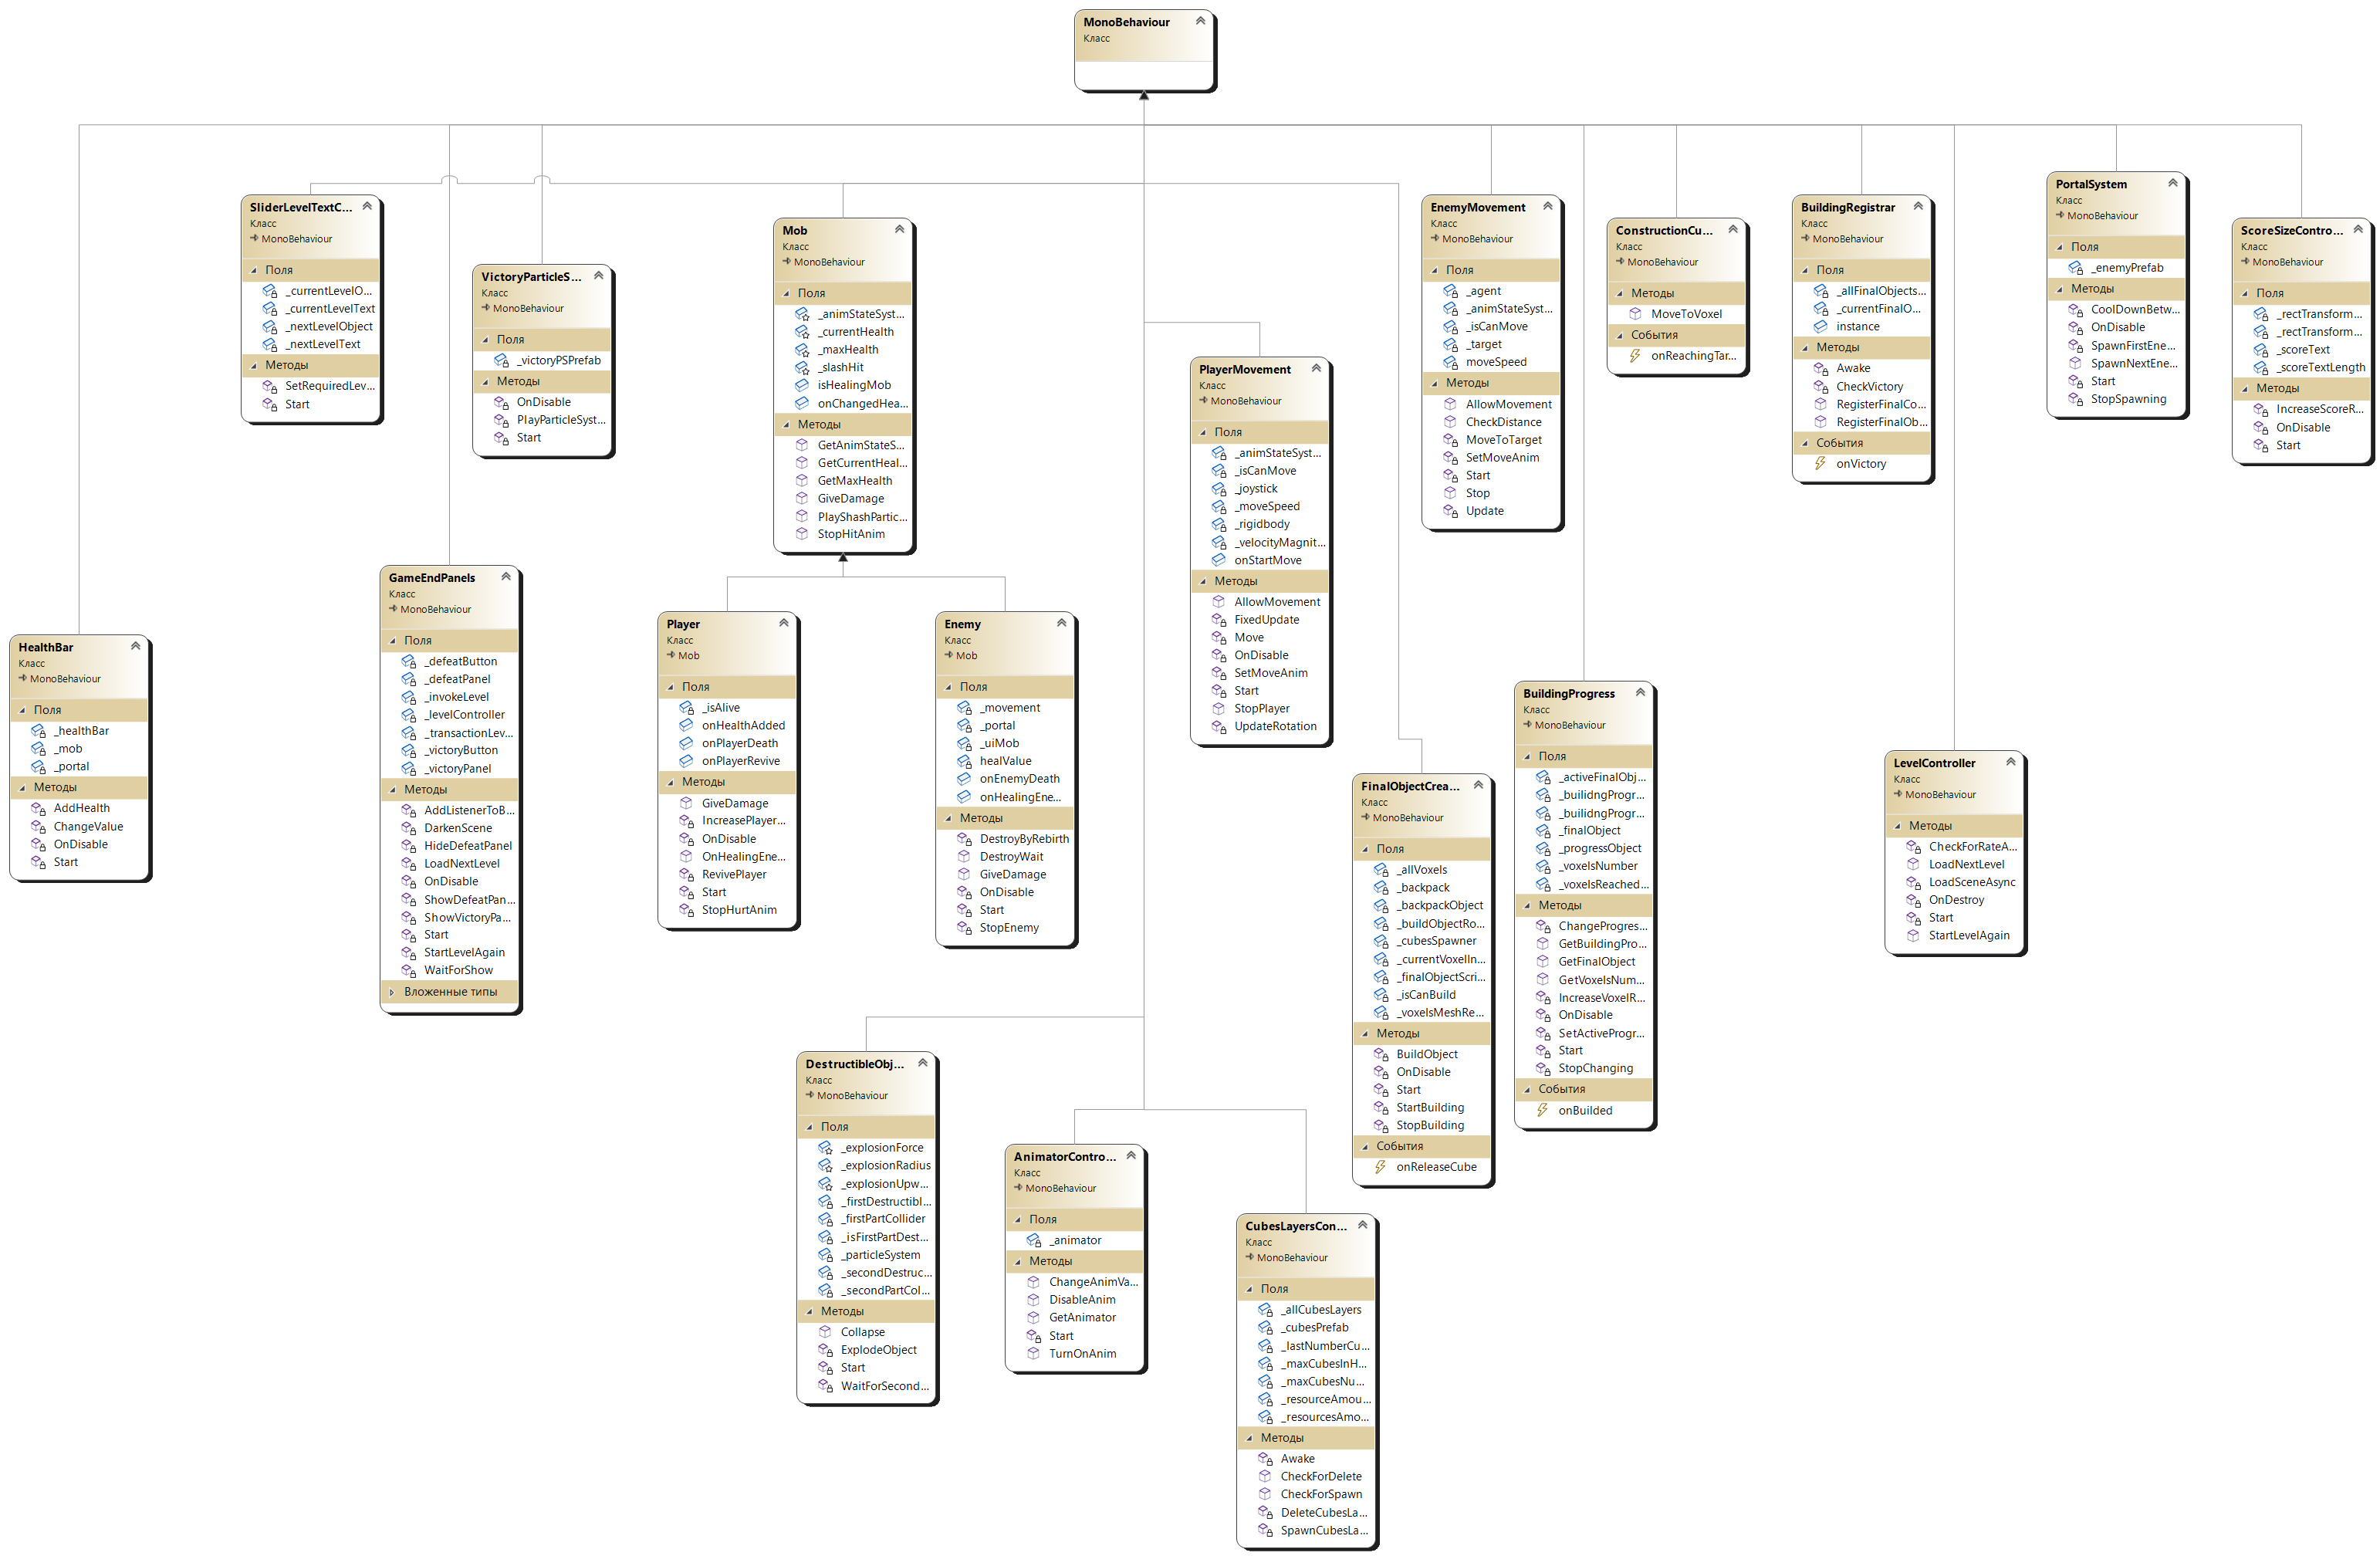 MonoBehaviour
Класс
SliderLevelTextC...
Класс
MonoBehaviour
Поля
_currentLevelO...
_currentLevelText
_nextLevelObject
_nextLevelText
Методы
SetRequiredLev...
Start
VictoryParticleS...
Класс
MonoBehaviour
Поля
_victoryPSPrefab
Методы
OnDisable
PlayParticleSyst...
Start
Mob
Класс
MonoBehaviour
Поля
_animStateSyst...
_currentHealth
_maxHealth
_slashHit
isHealingMob
onChangedHea...
Методы
GetAnimStateS...
GetCurrentHeal...
GetMaxHealth
GiveDamage
PlayShashPartic...
StopHitAnim
PlayerMovement
Класс
MonoBehaviour
Поля
_animStateSyst...
_isCanMove
_joystick
_moveSpeed
_rigidbody
_velocityMagnit...
onStartMove
Методы
AllowMovement
FixedUpdate
Move
OnDisable
SetMoveAnim
Start
StopPlayer
UpdateRotation
EnemyMovement
Класс
MonoBehaviour
Поля
_agent
_animStateSyst...
_isCanMove
_target
moveSpeed
Методы
AllowMovement
CheckDistance
MoveToTarget
SetMoveAnim
Start
Stop
Update
ConstructionCu...
Класс
MonoBehaviour
Методы
MoveToVoxel
События
onReachingTar...
BuildingRegistrar
Класс
MonoBehaviour
Поля
_allFinalObjects...
_currentFinalO...
instance
Методы
Awake
CheckVictory
RegisterFinalCo...
RegisterFinalOb...
События
onVictory
PortalSystem
Класс
MonoBehaviour
Поля
_enemyPrefab
Методы
CoolDownBetw...
OnDisable
SpawnFirstEne...
SpawnNextEne...
Start
StopSpawning
ScoreSizeContro...
Класс
MonoBehaviour
Поля
_rectTransform...
_rectTransform...
_scoreText
_scoreTextLength
Методы
IncreaseScoreR...
OnDisable
Start
HealthBar
Класс
MonoBehaviour
Поля
_healthBar
_mob
_portal
Методы
AddHealth
ChangeValue
OnDisable
Start
GameEndPanels
Класс
MonoBehaviour
Поля
_defeatButton
_defeatPanel
_invokeLevel
_levelController
_transactionLev...
_victoryButton
_victoryPanel
Методы
AddListenerToB...
DarkenScene
HideDefeatPanel
LoadNextLevel
OnDisable
ShowDefeatPan...
ShowVictoryPa...
Start
StartLevelAgain
WaitForShow
Вложенные типы
Player
Класс
Mob
Поля
_isAlive
onHealthAdded
onPlayerDeath
onPlayerRevive
Методы
GiveDamage
IncreasePlayer...
OnDisable
OnHealingEne...
RevivePlayer
Start
StopHurtAnim
Enemy
Класс
Mob
Поля
_movement
_portal
_uiMob
healValue
onEnemyDeath
onHealingEne...
Методы
DestroyByRebirth
DestroyWait
GiveDamage
OnDisable
Start
StopEnemy
FinalObjectCrea...
Класс
MonoBehaviour
Поля
_allVoxels
_backpack
_backpackObject
_buildObjectRo...
_cubesSpawner
_currentVoxelIn...
_finalObjectScri...
_isCanBuild
_voxelsMeshRe...
Методы
BuildObject
OnDisable
Start
StartBuilding
StopBuilding
События
onReleaseCube
BuildingProgress
Класс
MonoBehaviour
Поля
_activeFinalObj...
_builidngProgr...
_builidngProgr...
_finalObject
_progressObject
_voxelsNumber
_voxelsReached...
Методы
ChangeProgres...
GetBuildingPro...
GetFinalObject
GetVoxelsNum...
IncreaseVoxelR...
OnDisable
SetActiveProgr...
Start
StopChanging
События
onBuilded
LevelController
Класс
MonoBehaviour
Методы
CheckForRateA...
LoadNextLevel
LoadSceneAsync
OnDestroy
Start
StartLevelAgain
DestructibleObj...
Класс
MonoBehaviour
Поля
_explosionForce
_explosionRadius
_explosionUpw...
_firstDestructibl...
_firstPartCollider
_isFirstPartDest...
_particleSystem
_secondDestruc...
_secondPartCol...
Методы
Collapse
ExplodeObject
Start
WaitForSecond...
AnimatorContro...
Класс
MonoBehaviour
Поля
_animator
Методы
ChangeAnimVa...
DisableAnim
GetAnimator
Start
TurnOnAnim
CubesLayersCon...
Класс
MonoBehaviour
Поля
_allCubesLayers
_cubesPrefab
_lastNumberCu...
_maxCubesInH...
_maxCubesNu...
_resourceAmou...
_resourcesAmo...
Методы
Awake
CheckForDelete
CheckForSpawn
DeleteCubesLa...
SpawnCubesLa...